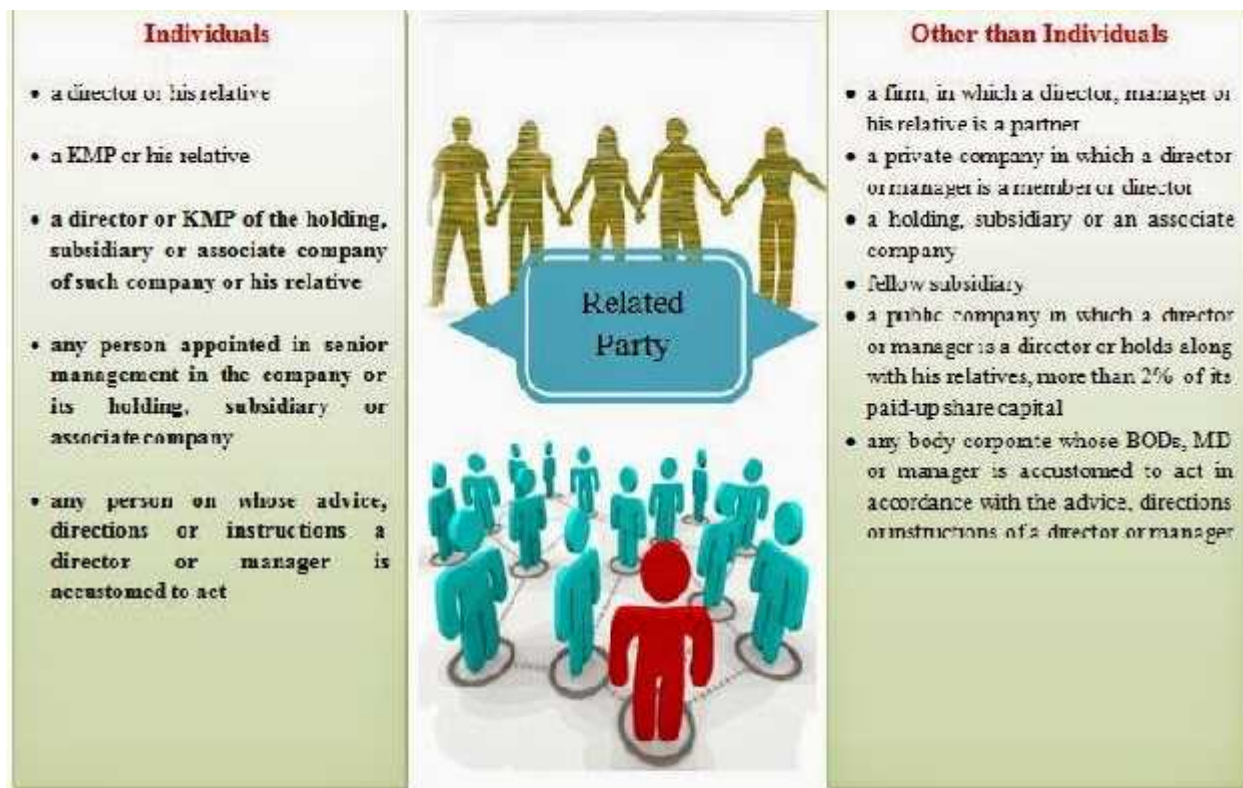 Individuals
• a director or his relative
• a KMP or his relative
• a director or KMP of the holding,
subsidiary or associate company
of such company or his relative
• any person appointed in senior
management in the company or
its holding, subsidiary or
associate company
• any person on whose advice,
directions or instructions a
director or manager is
accustomed to act
Related
Party
Other than Individuals
• a firm, in which a director, manager or
his relative is a partner
• a private company in which a director
or manager is a member or director
• a holding, subsidiary or an associate
company
• fellow subsidiary
• a public company in which a director
or manager is a director or holds along
with his relatives, more than 2% of its
paid-up share capital
• any body corporate whose BODs, MD
or manager is accustomed to act in
accordance with the advice, directions
or instructions of a director or manager